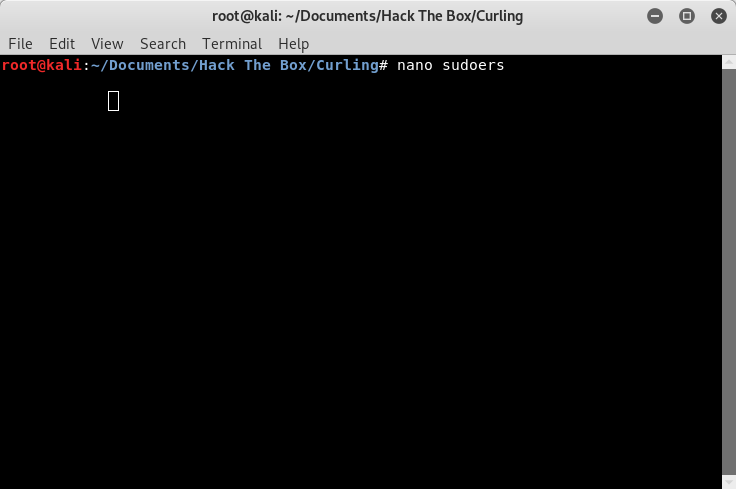 root@kali: ~/Documents/Hack The Box/Curling
File Edit View Search Terminal Help
root@kali:~/Documents/Hack The Box/Curling# nano sudoers